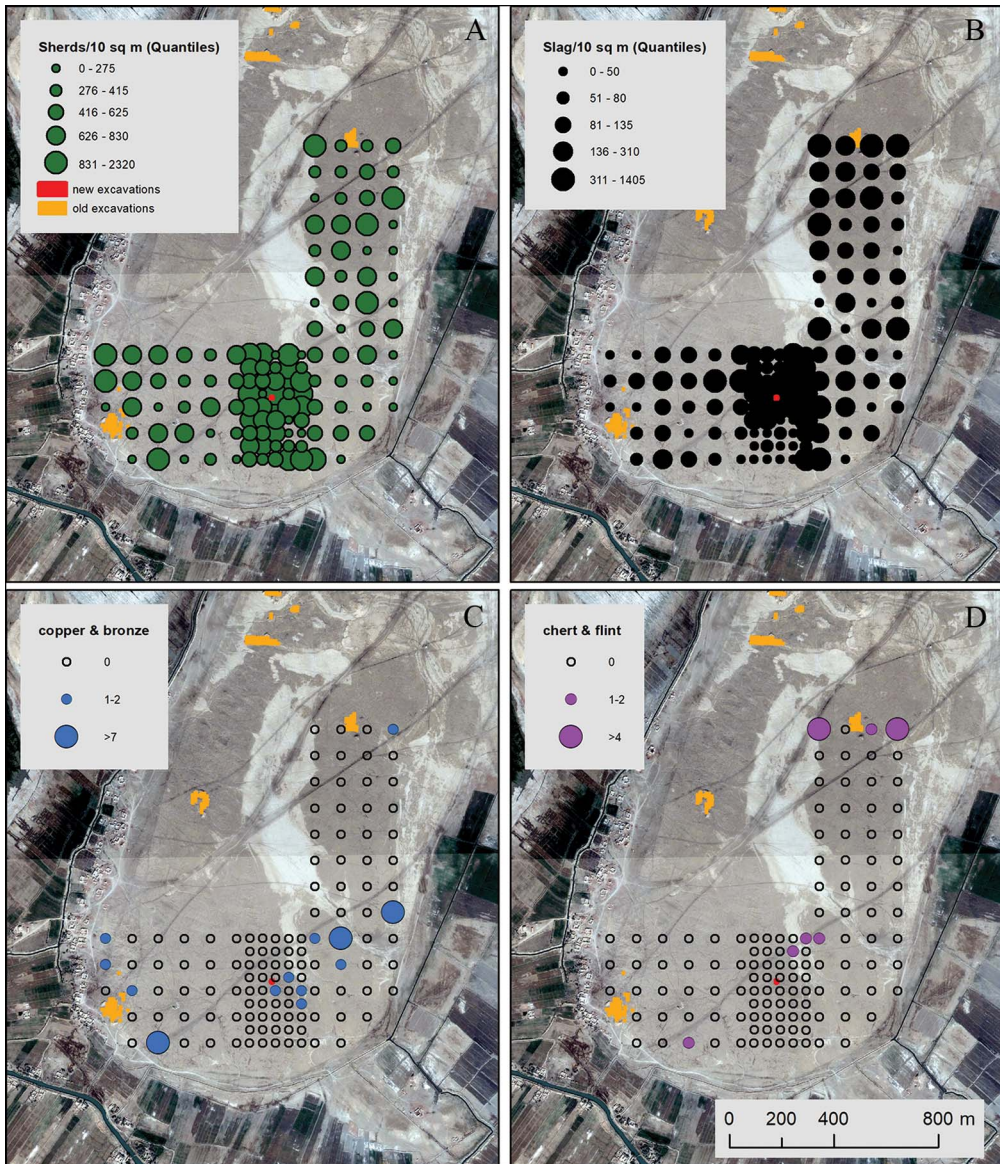 A
Sherds/10 sq m (Quantiles)
0 - 275
276 - 415
416 - 625
626 - 830
831 - 2320
new excavations
old excavations
B
Slag/10 sq m (Quantiles)
0 - 50
51 - 80
81 - 135
136 - 310
311 - 1405
C
copper & bronze
0
1-2
>7
D
chert & flint
0
1-2
>4
0 200 400 800 m